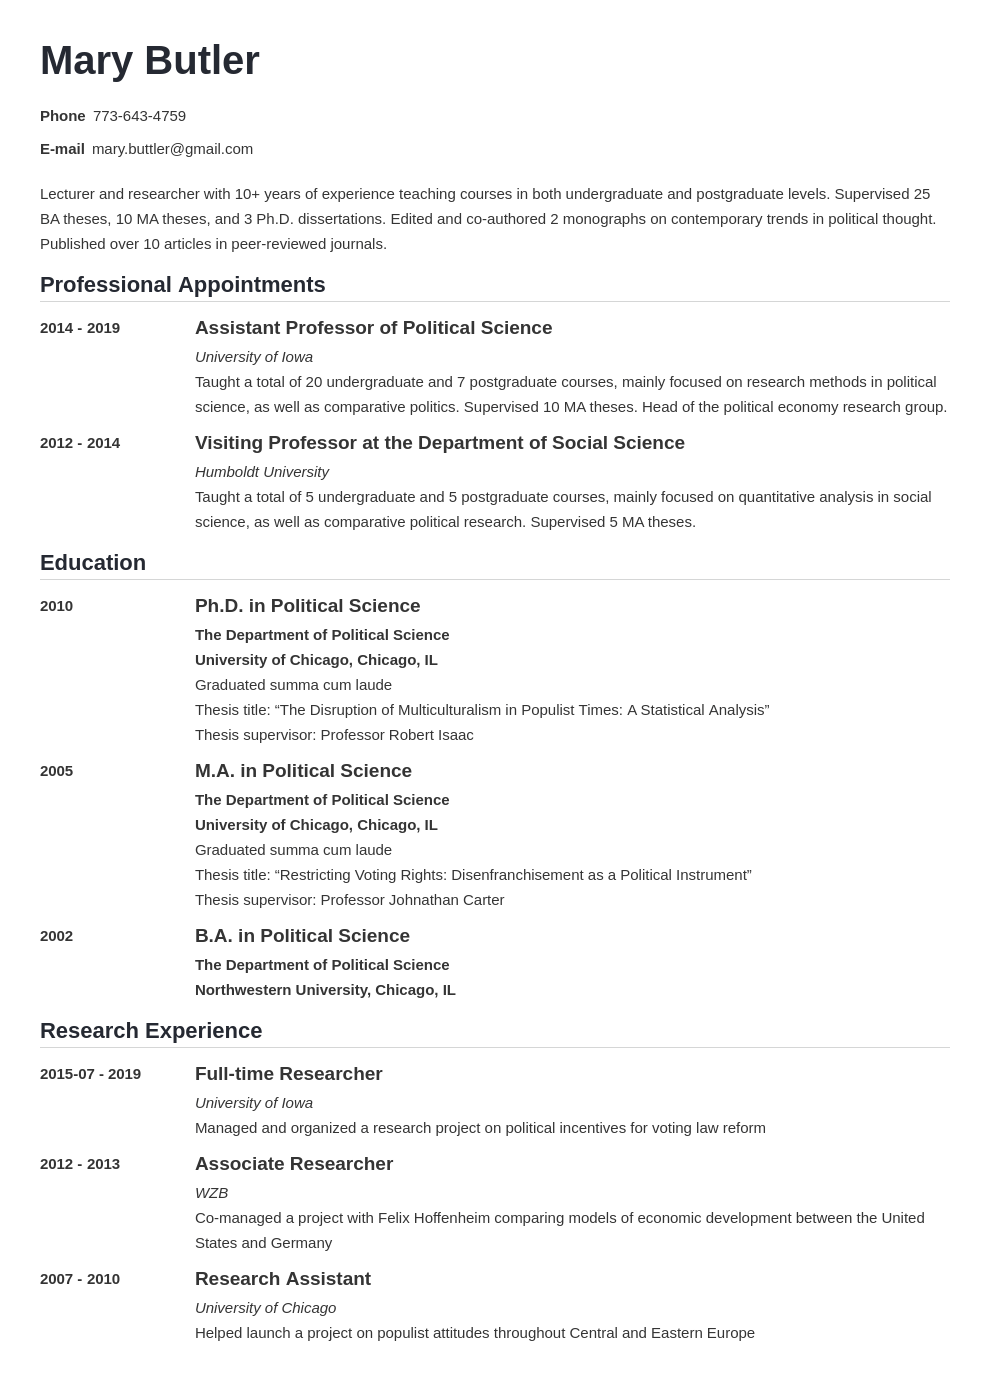 Mary Butler
Phone 773-643-4759
E-mail mary.buttler@gmail.com
Lecturer and researcher with 10+ years of experience teaching courses in both undergraduate and postgraduate levels. Supervised 25
BA theses, 10 MA theses, and 3 Ph.D. dissertations. Edited and co-authored 2 monographs on contemporary trends in political thought.
Published over 10 articles in peer-reviewed journals.
Professional Appointments
2014 - 2019 Assistant Professor of Political Science
University of Iowa
Taught a total of 20 undergraduate and 7 postgraduate courses, mainly focused on research methods in political
science, as well as comparative politics. Supervised 10 MA theses. Head of the political economy research group.
2012 - 2014 Visiting Professor at the Department of Social Science
Humboldt University
Taught a total of 5 undergraduate and 5 postgraduate courses, mainly focused on quantitative analysis in social
science, as well as comparative political research. Supervised 5 MA theses.
Education
2010 Ph.D. in Political Science
The Department of Political Science
University of Chicago, Chicago, IL
Graduated summa cum laude
Thesis title: “The Disruption of Multiculturalism in Populist Times: A Statistical Analysis”
Thesis supervisor: Professor Robert Isaac
2005 M.A. in Political Science
The Department of Political Science
University of Chicago, Chicago, IL
Graduated summa cum laude
Thesis title: “Restricting Voting Rights: Disenfranchisement as a Political Instrument”
Thesis supervisor: Professor Johnathan Carter
2002 B.A. in Political Science
The Department of Political Science
Northwestern University, Chicago, IL
Research Experience
2015-07 - 2019 Full-time Researcher
University of Iowa
Managed and organized a research project on political incentives for voting law reform
2012 - 2013 Associate Researcher
WZB
Co-managed a project with Felix Hoffenheim comparing models of economic development between the United
States and Germany
2007 - 2010 Research Assistant
University of Chicago
Helped launch a project on populist attitudes throughout Central and Eastern Europe